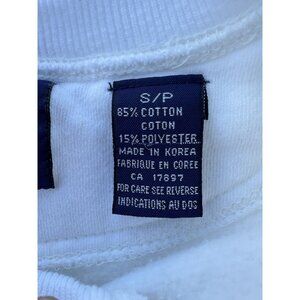 S/P
85% COTTON
COTON
15% POLYESTER
MADE IN KOREA
FABRIQUE EN COREE
CA 17897
FOR CARE SEE REVERSE
INDICATIONS AU DOS